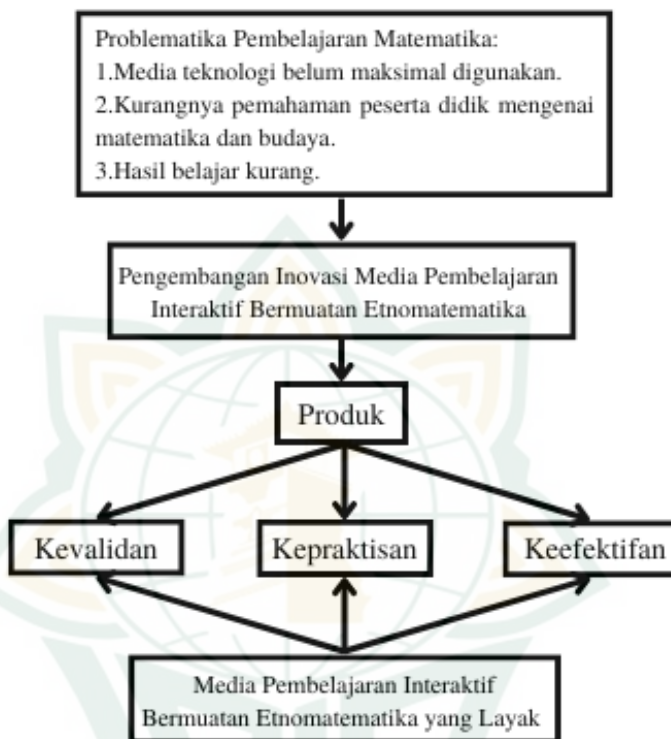 Problematika Pembelajaran Matematika:
1.Media teknologi belum maksimal digunakan.
2.Kurangnya pemahaman peserta didik mengenai
matematika dan budaya.
3.Hasil belajar kurang.
Pengembangan Inovasi Media Pembelajaran
Interaktif Bermuatan Etnomatematika
Produk
Kevalidan
Kepraktisan
Keefektifan
Media Pembelajaran Interaktif
Bermuatan Etnomatematika yang Layak